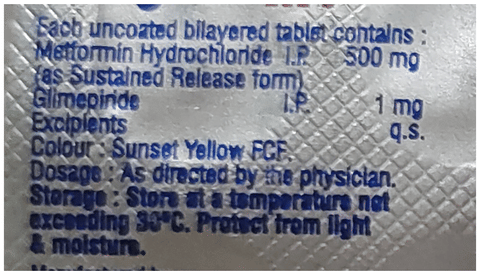 Each uncoated bilayered tablet contains :
Metformin Hydrochloride I.P. 500 mg
(as Sustained Release form)
Glimepiride I.P. 1 mg
Excipients q.s.
Colour : Sunset Yellow FCF.
Dosage : As directed by the physician.
Storage : Store at a temperature not
exceeding 30°C. Protect from light
& moisture.